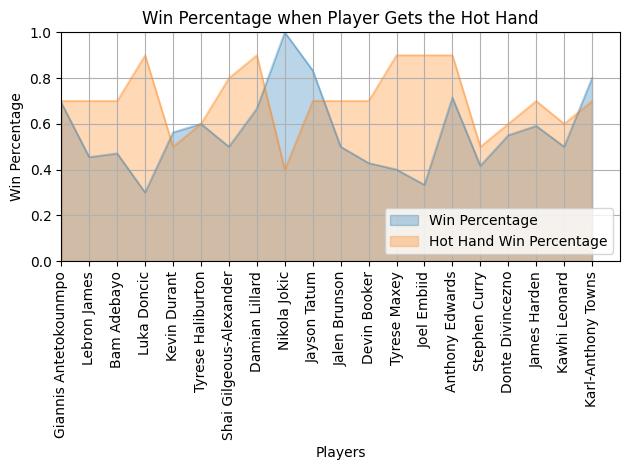 Win Percentage when Player Gets the Hot Hand
1.0
0.8
0.6
0.4
0.2
0.0
Win Percentage
Win Percentage
Hot Hand Win Percentage
Giannis Antetokounmpo
Lebron James
Bam Adebayo
Luka Doncic
Kevin Durant
Tyrese Haliburton
Shai Gilgeous-Alexander
Damian Lillard
Nikola Jokic
Jayson Tatum
Jalen Brunson
Devin Booker
Tyrese Maxey
Joel Embiid
Anthony Edwards
Stephen Curry
Donte Divincezno
James Harden
Kawhi Leonard
Karl-Anthony Towns
Players